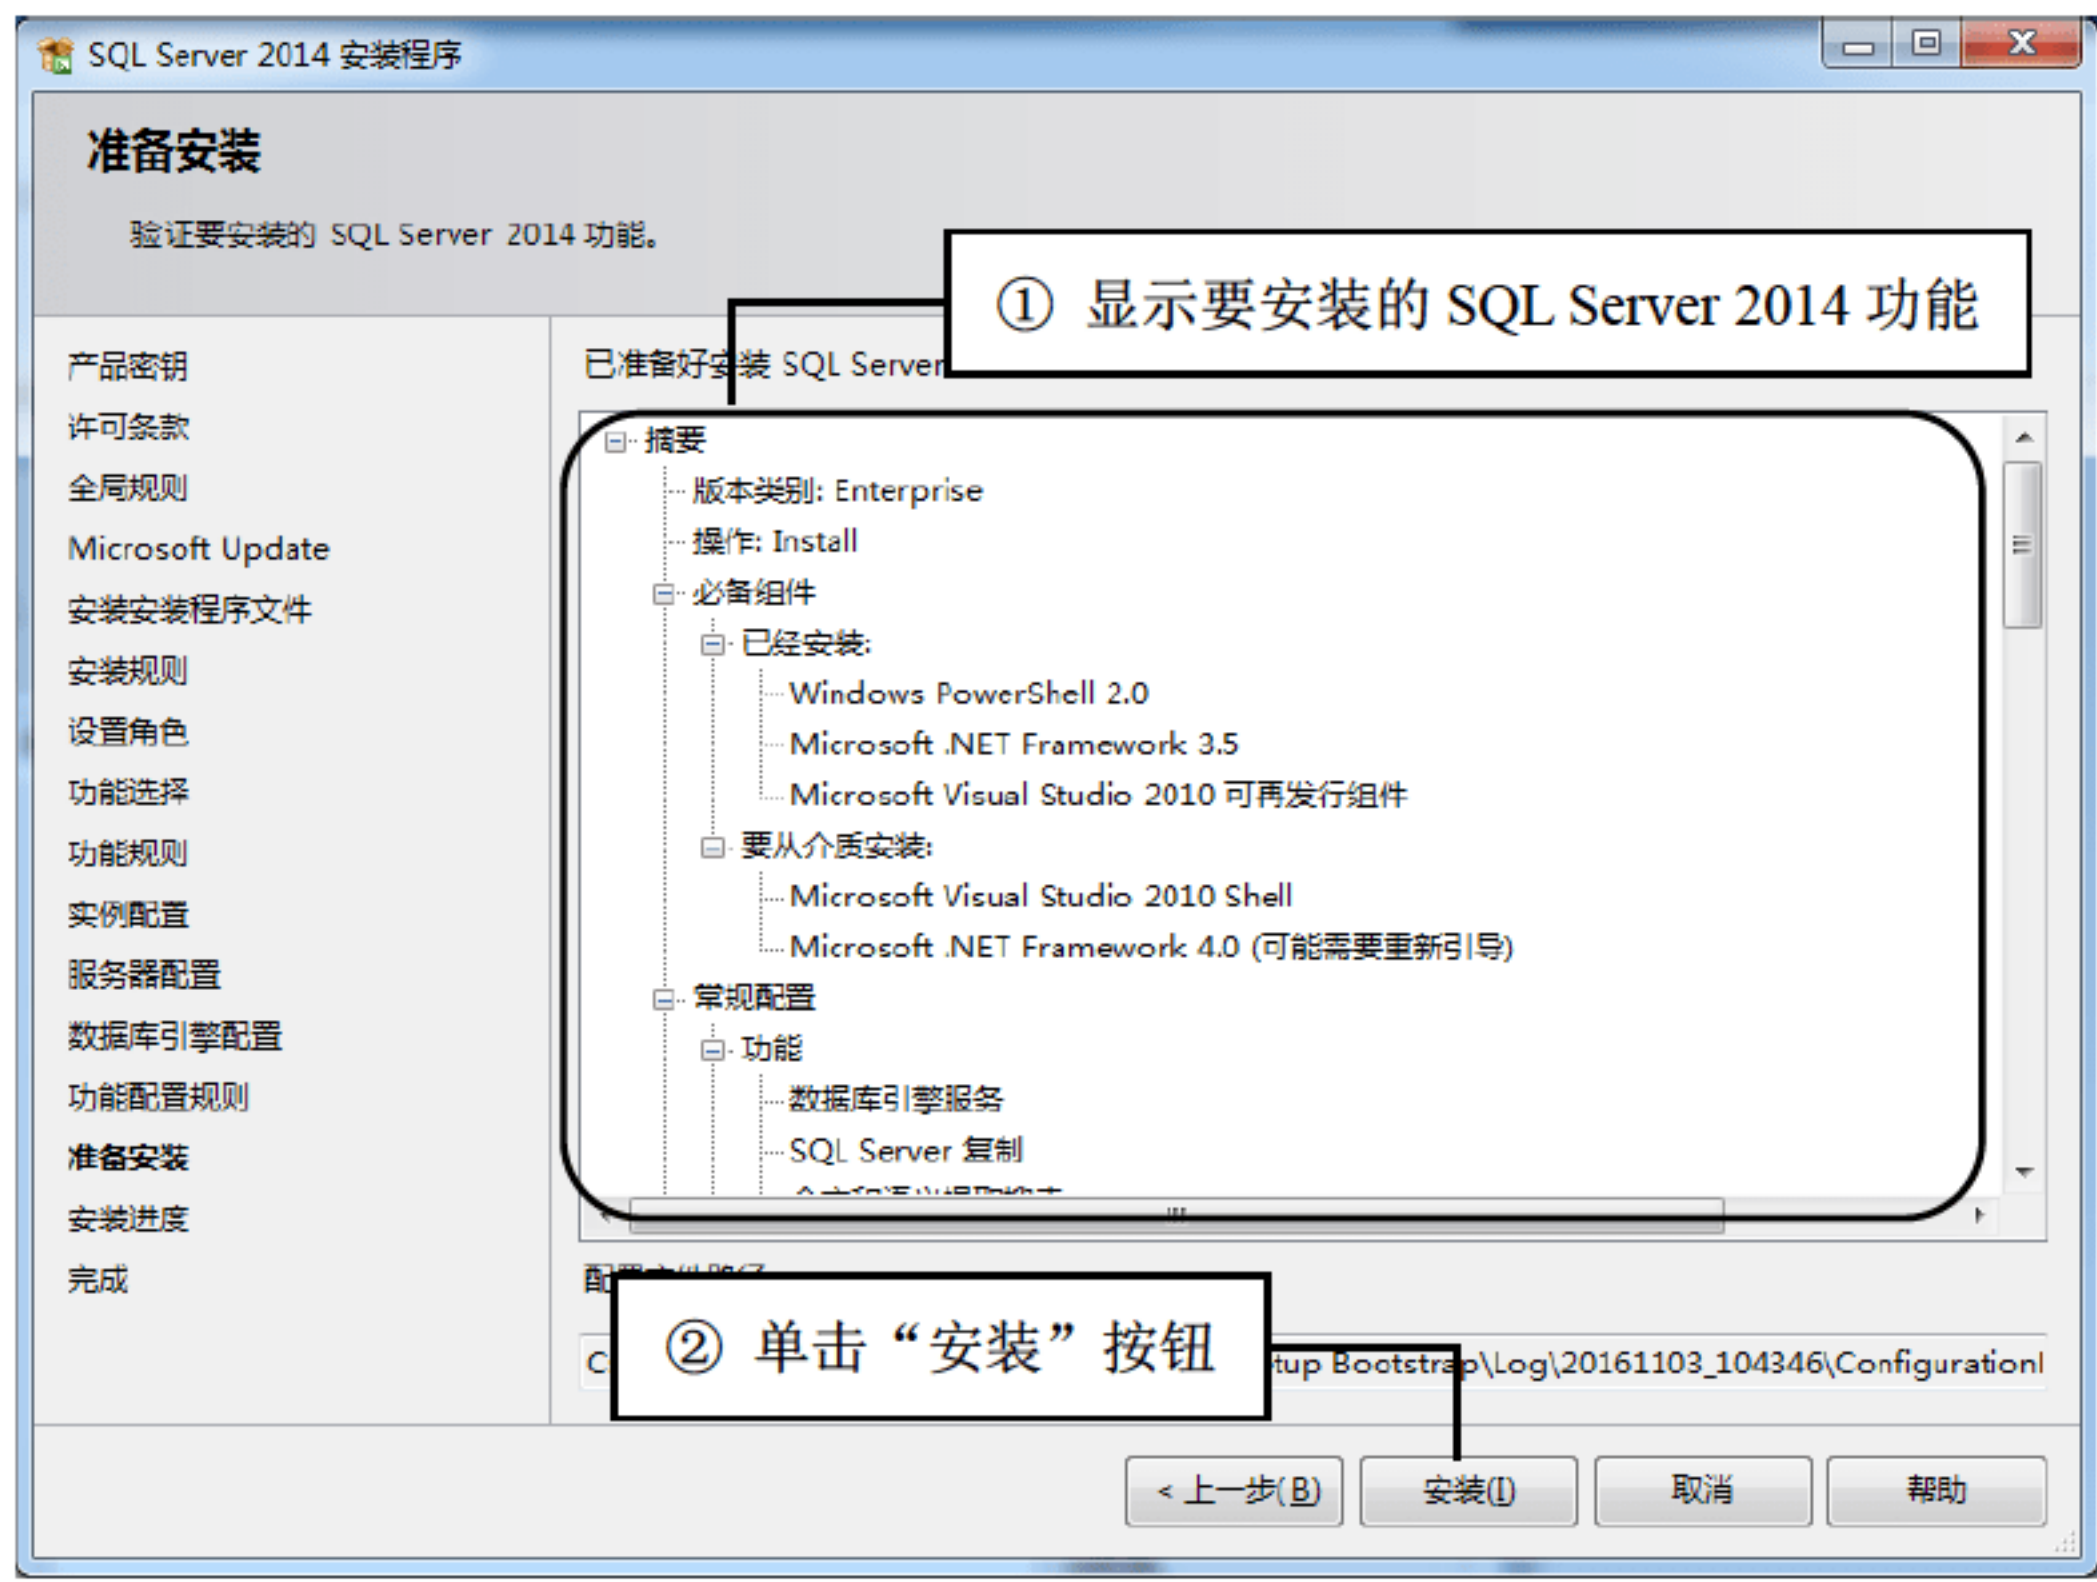 SQL Server 2014 安装程序
准备安装
验证要安装的 SQL Server 2014 功能。
① 显示要安装的 SQL Server 2014 功能
产品密钥
许可条款
全局规则
Microsoft Update
安装安装程序文件
安装规则
设置角色
功能选择
功能规则
实例配置
服务器配置
数据库引擎配置
功能配置规则
准备安装
安装进度
完成
已准备好安装 SQL Server
摘要
版本类别: Enterprise
操作: Install
必备组件
已经安装:
Windows PowerShell 2.0
Microsoft .NET Framework 3.5
Microsoft Visual Studio 2010 可再发行组件
要从介质安装:
Microsoft Visual Studio 2010 Shell
Microsoft .NET Framework 4.0 (可能需要重新引导)
常规配置
功能
数据库引擎服务
SQL Server 复制
② 单击“安装”按钮
tup Bootstrap\Log\20161103_104346\Configuration
< 上一步(B)
安装(I)
取消
帮助